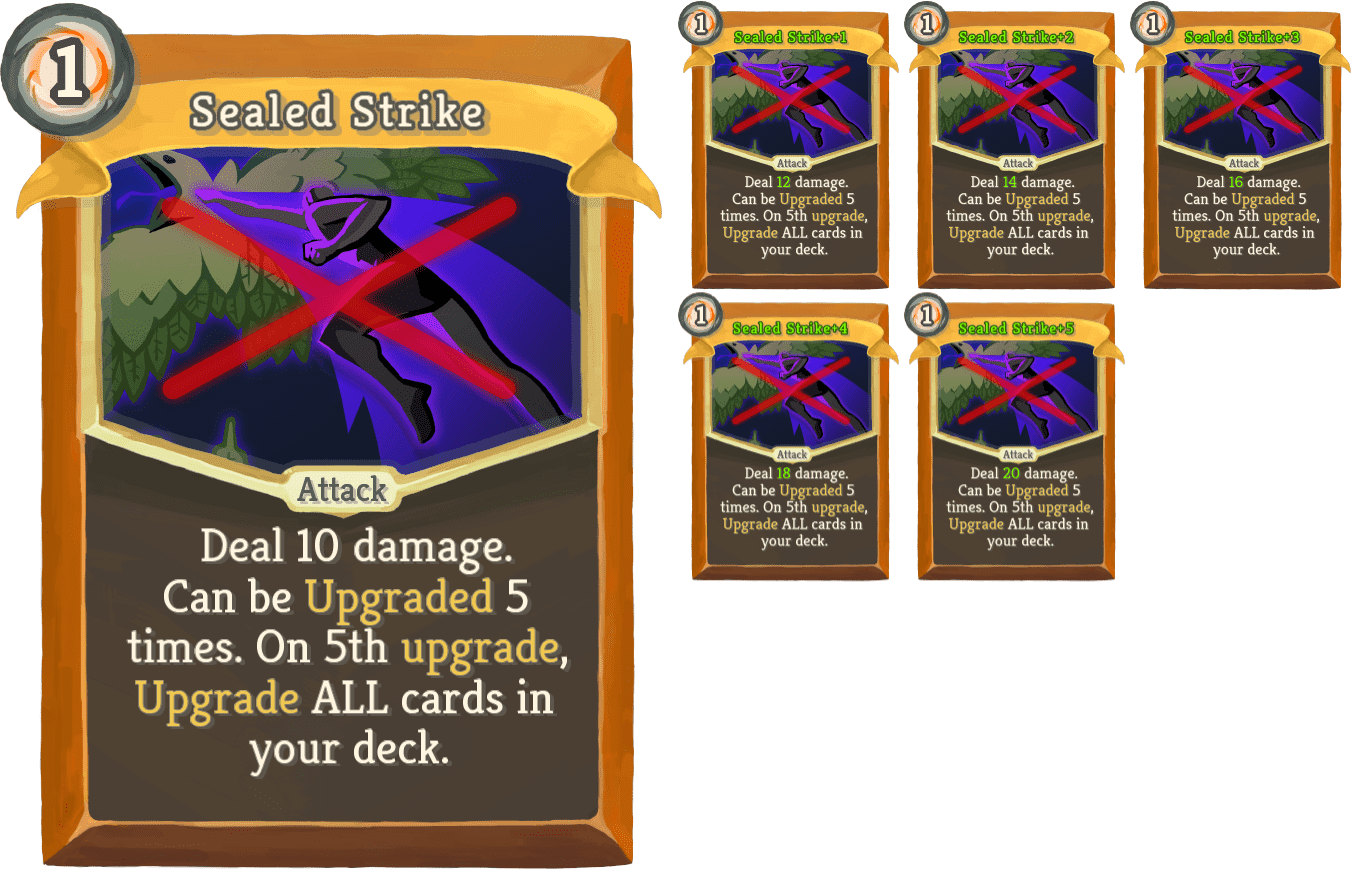 1
Sealed Strike
Attack
Deal 10 damage.
Can be Upgraded 5
times. On 5th upgrade,
Upgrade ALL cards in
your deck.
1
Sealed Strike+1
Attack
Deal 12 damage.
Can be Upgraded 5
times. On 5th upgrade,
Upgrade ALL cards in
your deck.
1
Sealed Strike+2
Attack
Deal 14 damage.
Can be Upgraded 5
times. On 5th upgrade,
Upgrade ALL cards in
your deck.
1
Sealed Strike+3
Attack
Deal 16 damage.
Can be Upgraded 5
times. On 5th upgrade,
Upgrade ALL cards in
your deck.
1
Sealed Strike+4
Attack
Deal 18 damage.
Can be Upgraded 5
times. On 5th upgrade,
Upgrade ALL cards in
your deck.
1
Sealed Strike+5
Attack
Deal 20 damage.
Can be Upgraded 5
times. On 5th upgrade,
Upgrade ALL cards in
your deck.